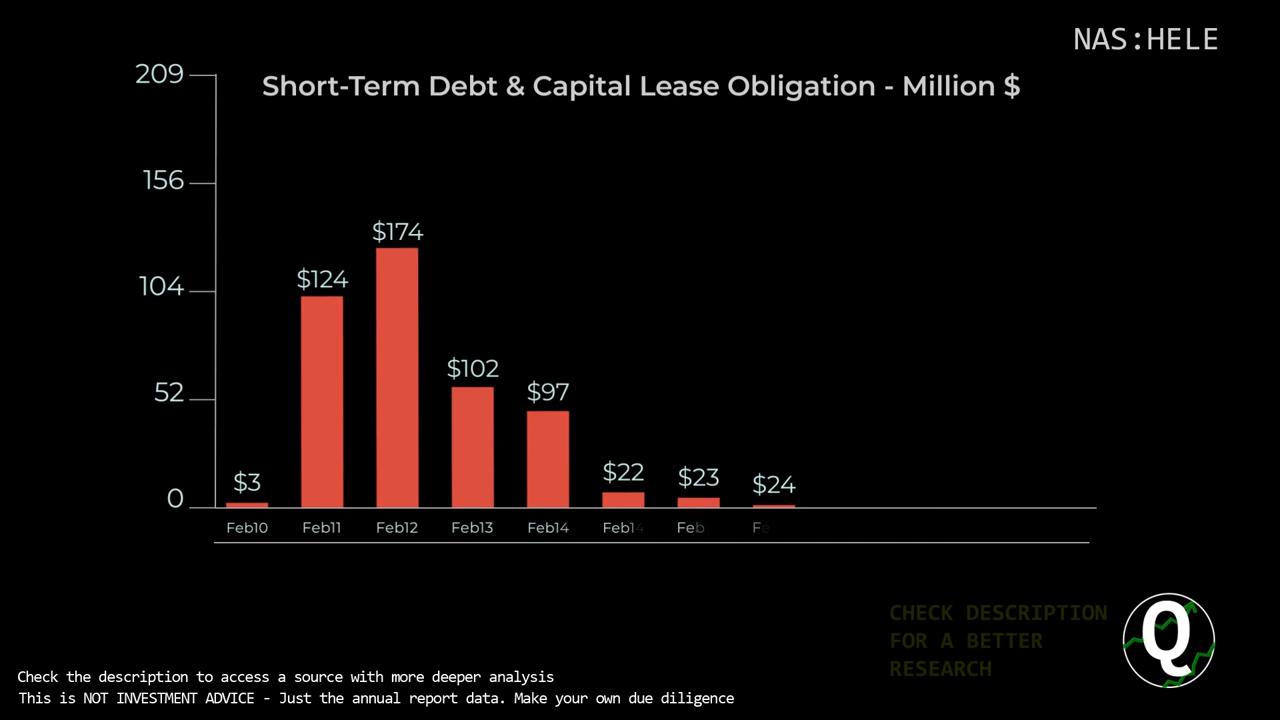 NAS:HELE
Short-Term Debt & Capital Lease Obligation - Million $
209
156
104
52
0
$3
$124
$174
$102
$97
$22
$23
$24
Feb10
Feb11
Feb12
Feb13
Feb14
Feb14
Feb
Fe
CHECK DESCRIPTION
FOR A BETTER
RESEARCH
Q
Check the description to access a source with more deeper analysis
This is NOT INVESTMENT ADVICE - Just the annual report data. Make your own due diligence